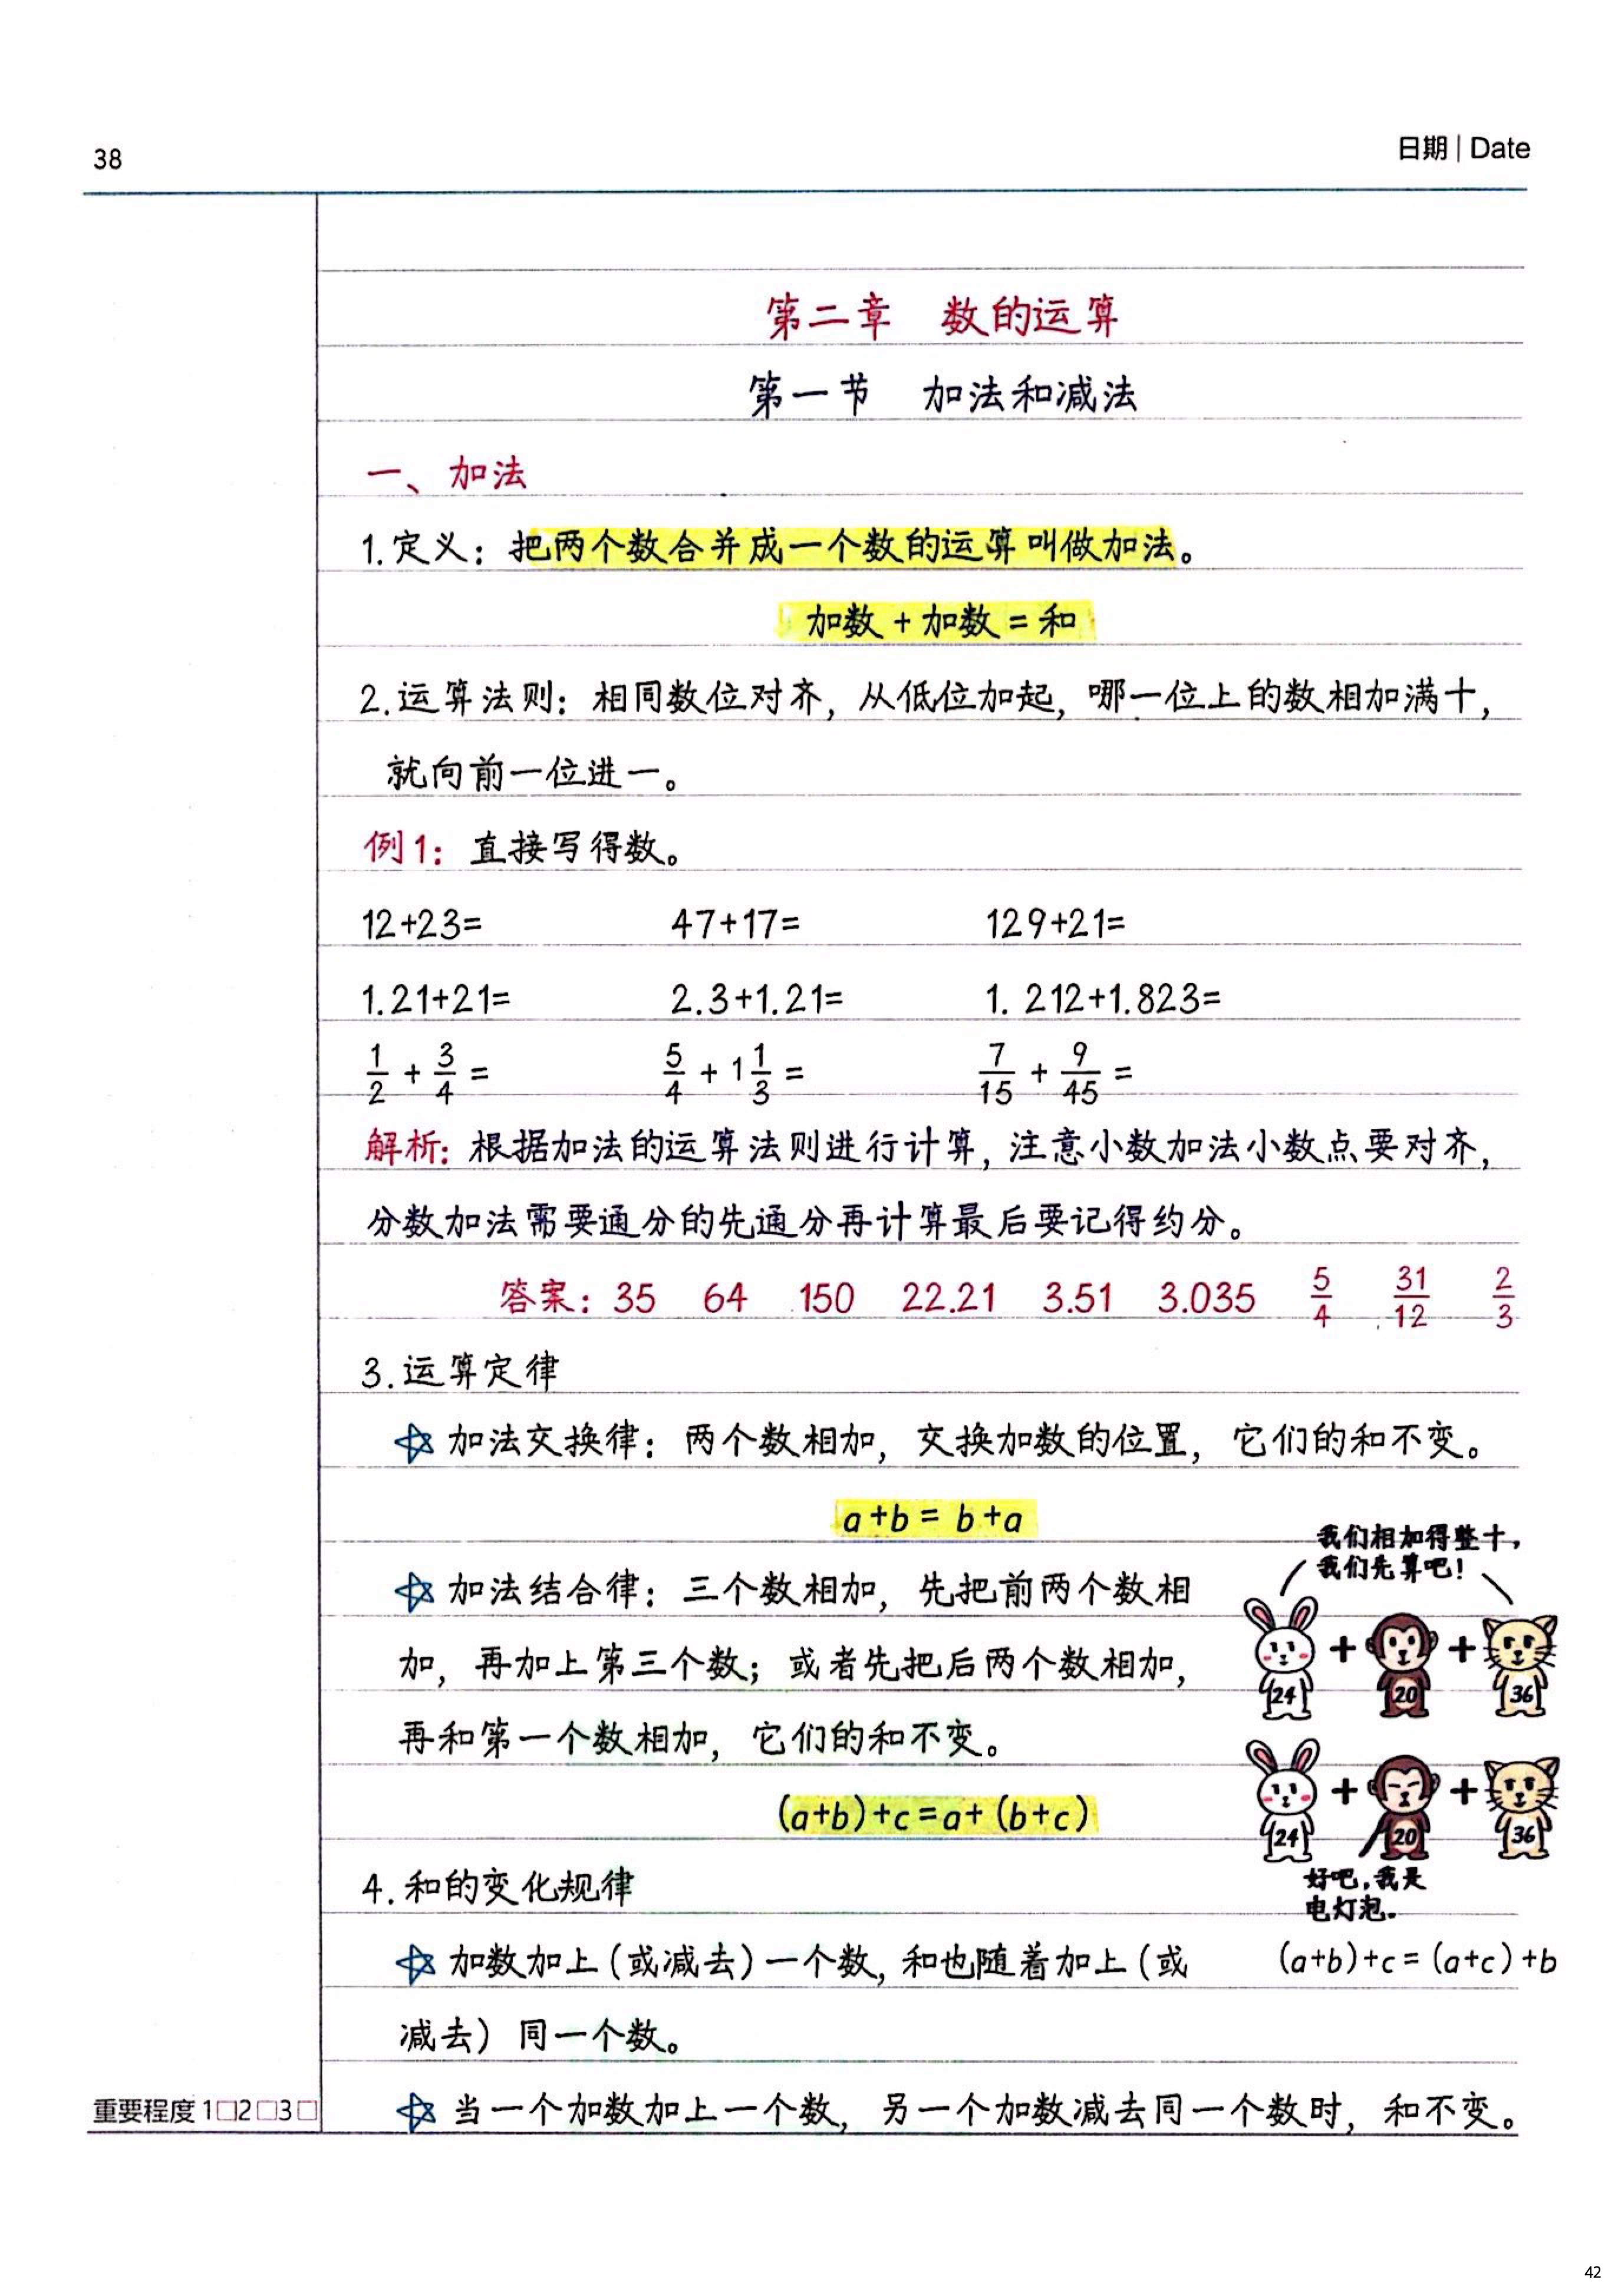 38
日期 | Date
第二章 数的运算
第一节 加法和减法
一、加法
1.定义：把两个数合并成一个数的运算叫做加法。
加数+加数=和
2.运算法则：相同数位对齐，从低位加起，哪一位上的数相加满十，
就向前一位进一。
例1：直接写得数。
12+23= 47+17= 129+21=
1.21+21= 2.3+1.21= 1.212+1.823=
1/2 + 3/4 = 5/4 + 1 1/3 = 7/15 + 9/45 =
解析：根据加法的运算法则进行计算，注意小数加法小数点要对齐，
分数加法需要通分的先通分再计算最后要记得约分。
答案：35 64 150 22.21 3.51 3.035 5/4 31/12 2/3
3.运算定律
☆ 加法交换律：两个数相加，交换加数的位置，它们的和不变。
a+b=b+a
☆ 加法结合律：三个数相加，先把前两个数相
加，再加上第三个数；或者先把后两个数相加，
再和第一个数相加，它们的和不变。
(a+b)+c=a+(b+c)
我们相加得整十，
我们先算吧！
+ +
24 20 36
+ +
24 20 36
好吧，我是
电灯泡。
(a+b)+c=(a+c)+b
4.和的变化规律
☆ 加数加上（或减去）一个数，和也随着加上（或
减去）同一个数。
☆ 当一个加数加上一个数，另一个加数减去同一个数时，和不变。
重要程度 1□2□3□
42